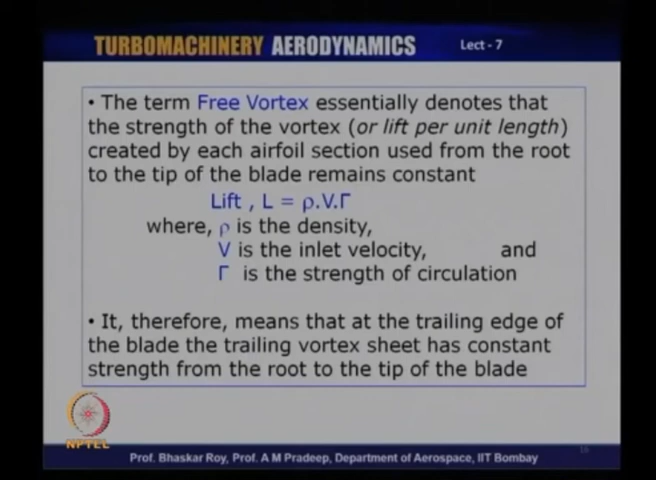 TURBOMACHINERY AERODYNAMICS Lect - 7
• The term Free Vortex essentially denotes that
the strength of the vortex (or lift per unit length)
created by each airfoil section used from the root
to the tip of the blade remains constant
Lift , L = ρ.V.Γ
where, ρ is the density,
V is the inlet velocity, and
Γ is the strength of circulation
• It, therefore, means that at the trailing edge of
the blade the trailing vortex sheet has constant
strength from the root to the tip of the blade
NPTEL
Prof. Bhaskar Roy, Prof. A M Pradeep, Department of Aerospace, IIT Bombay